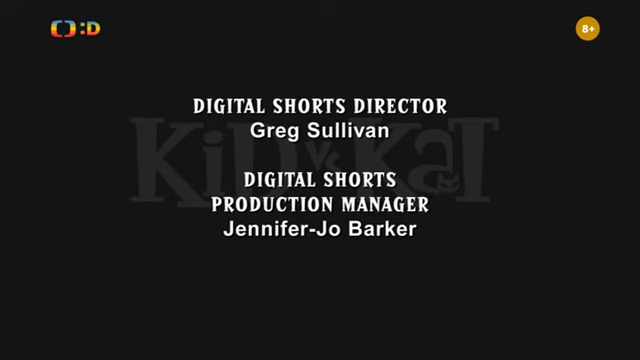 :D
8+
DIGITAL SHORTS DIRECTOR
Greg Sullivan
KiD vs KaT
DIGITAL SHORTS
PRODUCTION MANAGER
Jennifer-Jo Barker